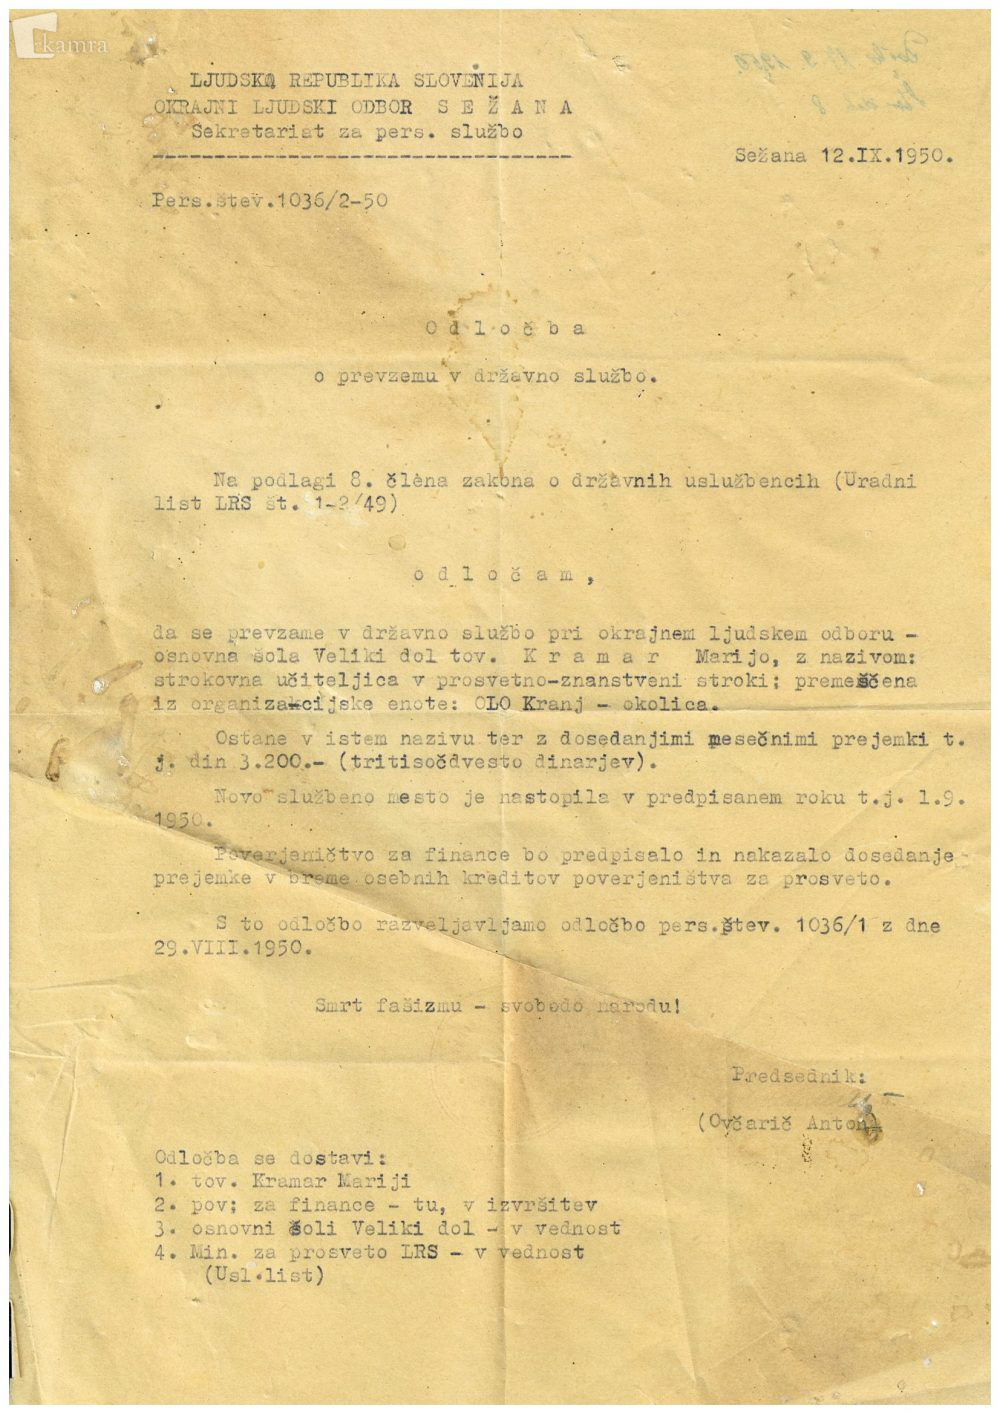 kamra
LJUDSKA REPUBLIKA SLOVENIJA
OKRAJNI LJUDSKI ODBOR S E Ž A N A
Sekretariat za pers. službo
----------------------------------
Sežana 12.IX.1950.
Pers.štev.1036/2-50
O d l o č b a
o prevzemu v državno službo.
Na podlagi 8. člena zakona o državnih uslužbencih (Uradni
list LRS št. 1-2/49)
o d l o č a m ,
da se prevzame v državno službo pri okrajnem ljudskem odboru -
osnovna šola Veliki dol tov. K r a m a r Marijo, z nazivom:
strokovna učiteljica v prosvetno-znanstveni stroki; premeščena
iz organizacijske enote: OLO Kranj - okolica.
Ostane v istem nazivu ter z dosedanjimi mesečnimi prejemki t.
j. din 3.200.- (tritisočdvesto dinarjev).
Novo službeno mesto je nastopila v predpisanem roku t.j. 1.9.
1950.
Poverjeništvo za finance bo predpisalo in nakazalo dosedanje
prejemke v breme osebnih kreditov poverjeništva za prosveto.
S to odločbo razveljavljamo odločbo pers.štev. 1036/1 z dne
29.VIII.1950.
Smrt fašizmu - svobodo narodu!
Predsednik:
(Ovčarič Anton)
Odločba se dostavi:
1. tov. Kramar Mariji
2. pov; za finance - tu, v izvršitev
3. osnovni šoli Veliki dol - v vednost
4. Min. za prosveto LRS - v vednost
(Usl.list)